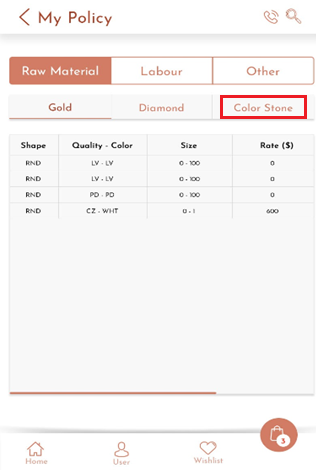 My Policy
Raw Material Labour Other
Gold Diamond Color Stone
Shape Quality - Color Size Rate ($)
RND LV - LV 0 - 100 0
RND LV - LV 0 - 100 0
RND PD - PD 0 - 100 0
RND CZ - WHT 0 - 1 600
3
Home User Wishlist